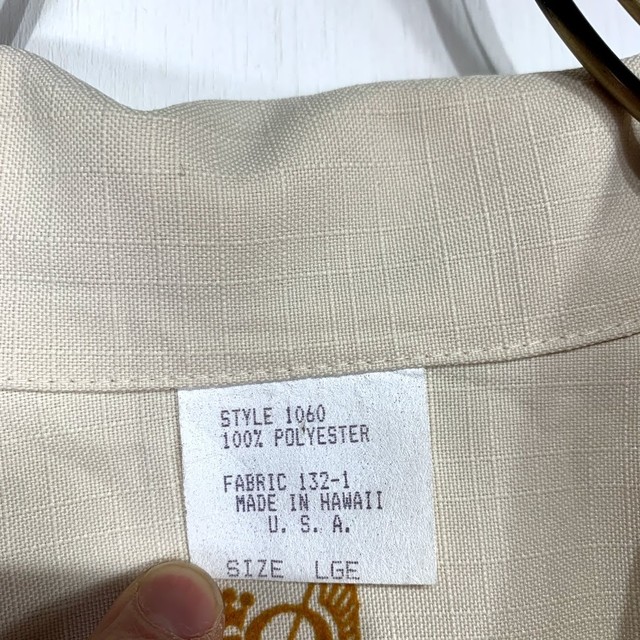 STYLE 1060
100% POLYESTER
FABRIC 132-1
MADE IN HAWAII
U. S. A.
SIZE LGE